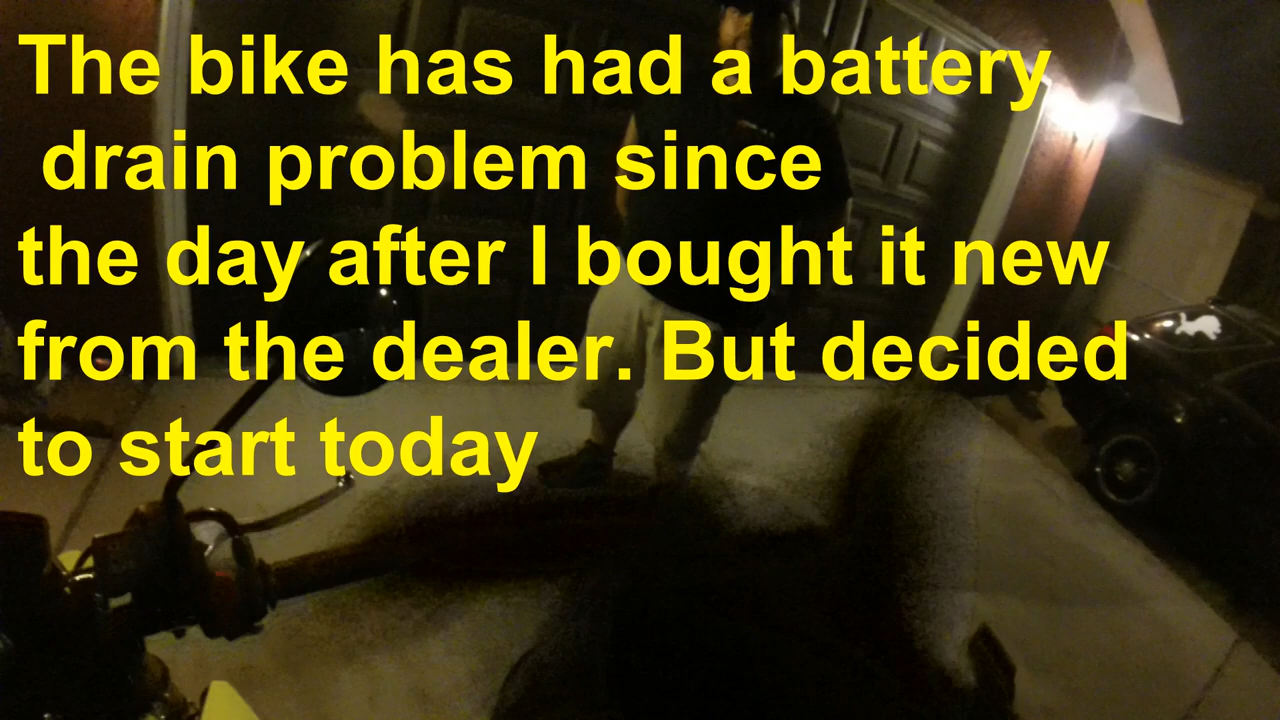 The bike has had a battery
drain problem since
the day after I bought it new
from the dealer. But decided
to start today